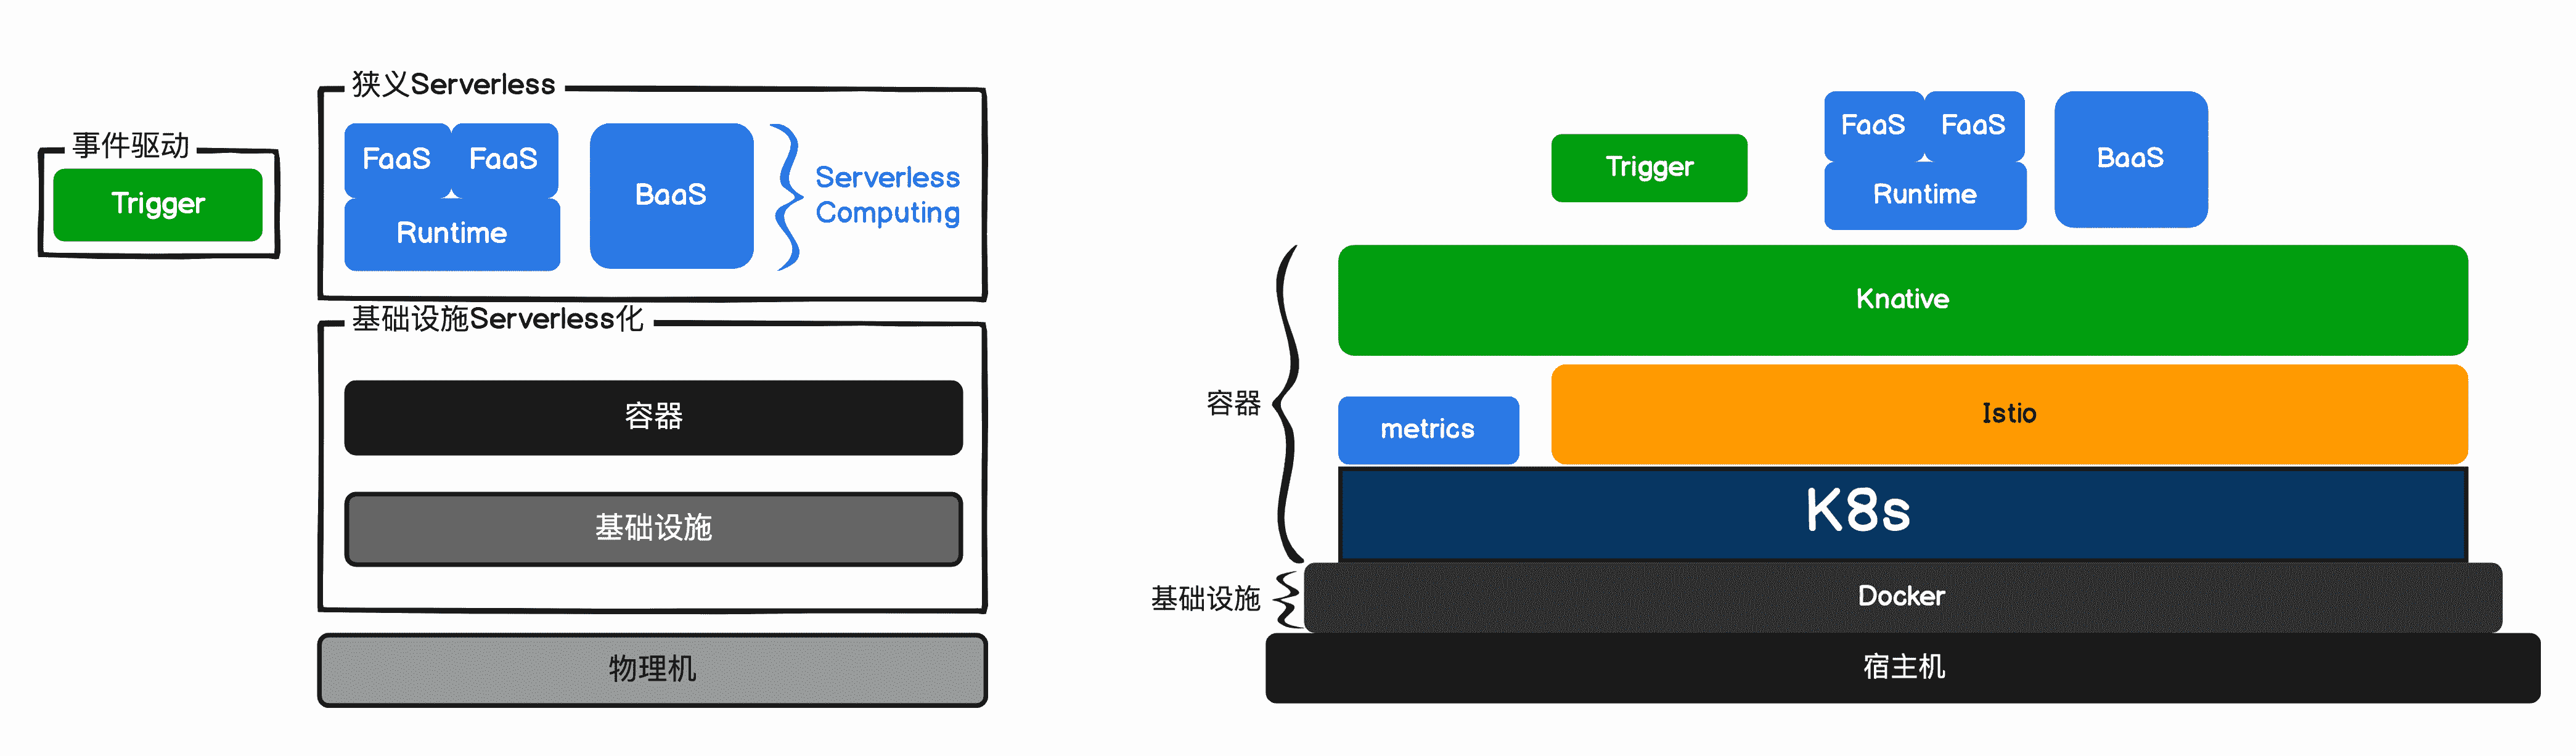 狭义Serverless
事件驱动
Trigger
FaaS
FaaS
Runtime
BaaS
Serverless
Computing
基础设施Serverless化
容器
基础设施
物理机
Trigger
FaaS
FaaS
Runtime
BaaS
Knative
容器
metrics
Istio
K8s
基础设施
Docker
宿主机